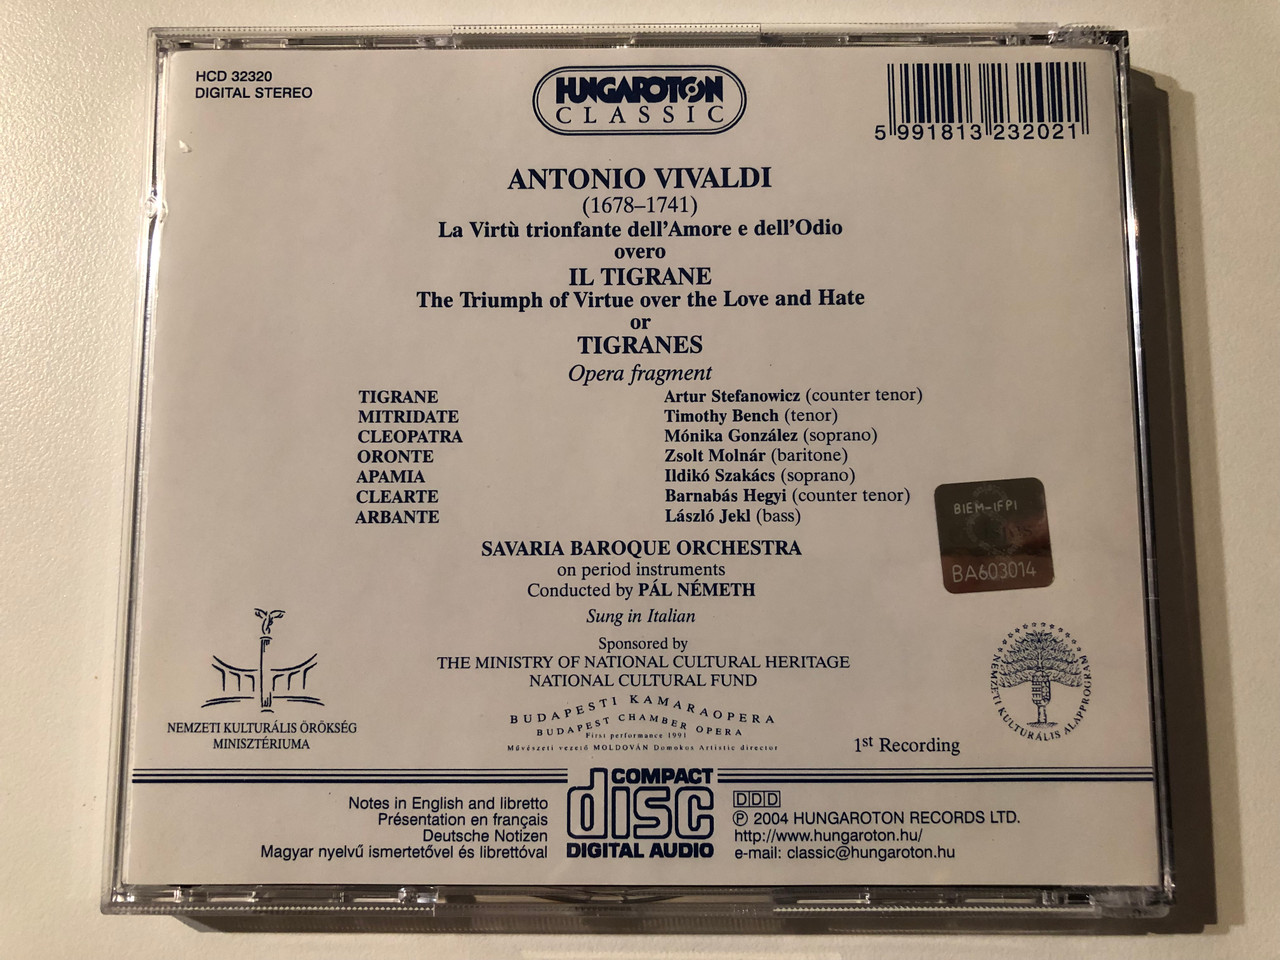 HCD 32320
DIGITAL STEREO
HUNGAROTON
CLASSIC
5 991813 232021
ANTONIO VIVALDI
(1678–1741)
La Virtù trionfante dell'Amore e dell'Odio
overo
IL TIGRANE
The Triumph of Virtue over the Love and Hate
or
TIGRANES
Opera fragment
TIGRANE Artur Stefanowicz (counter tenor)
MITRIDATE Timothy Bench (tenor)
CLEOPATRA Mónika González (soprano)
ORONTE Zsolt Molnár (baritone)
APAMIA Ildikó Szakács (soprano)
CLEARTE Barnabás Hegyi (counter tenor)
ARBANTE László Jekl (bass)
BIEM-IFPI
BA603014
SAVARIA BAROQUE ORCHESTRA
on period instruments
Conducted by PÁL NÉMETH
Sung in Italian
Sponsored by
THE MINISTRY OF NATIONAL CULTURAL HERITAGE
NATIONAL CULTURAL FUND
NEMZETI KULTURÁLIS ÖRÖKSÉG
MINISZTÉRIUMA
BUDAPESTI KAMARAOPERA
BUDAPEST CHAMBER OPERA
First performance 1991
Művészeti vezető MOLDOVÁN Domokos Artistic director
NEMZETI KULTURÁLIS ALAPPROGRAM
1st Recording
Notes in English and libretto
Présentation en français
Deutsche Notizen
Magyar nyelvű ismertetővel és librettóval
COMPACT
disc
DIGITAL AUDIO
DDD
℗ 2004 HUNGAROTON RECORDS LTD.
http://www.hungaroton.hu/
e-mail: classic@hungaroton.hu